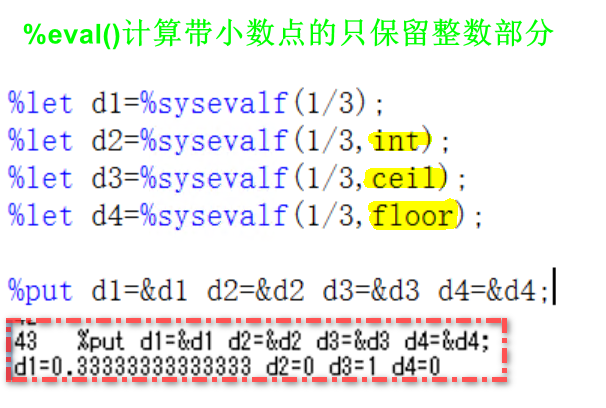 %eval()计算带小数点的只保留整数部分
%let d1=%sysevalf(1/3);
%let d2=%sysevalf(1/3,int);
%let d3=%sysevalf(1/3,ceil);
%let d4=%sysevalf(1/3,floor);
%put d1=&d1 d2=&d2 d3=&d3 d4=&d4;
43 %put d1=&d1 d2=&d2 d3=&d3 d4=&d4;
d1=0.33333333333333 d2=0 d3=1 d4=0